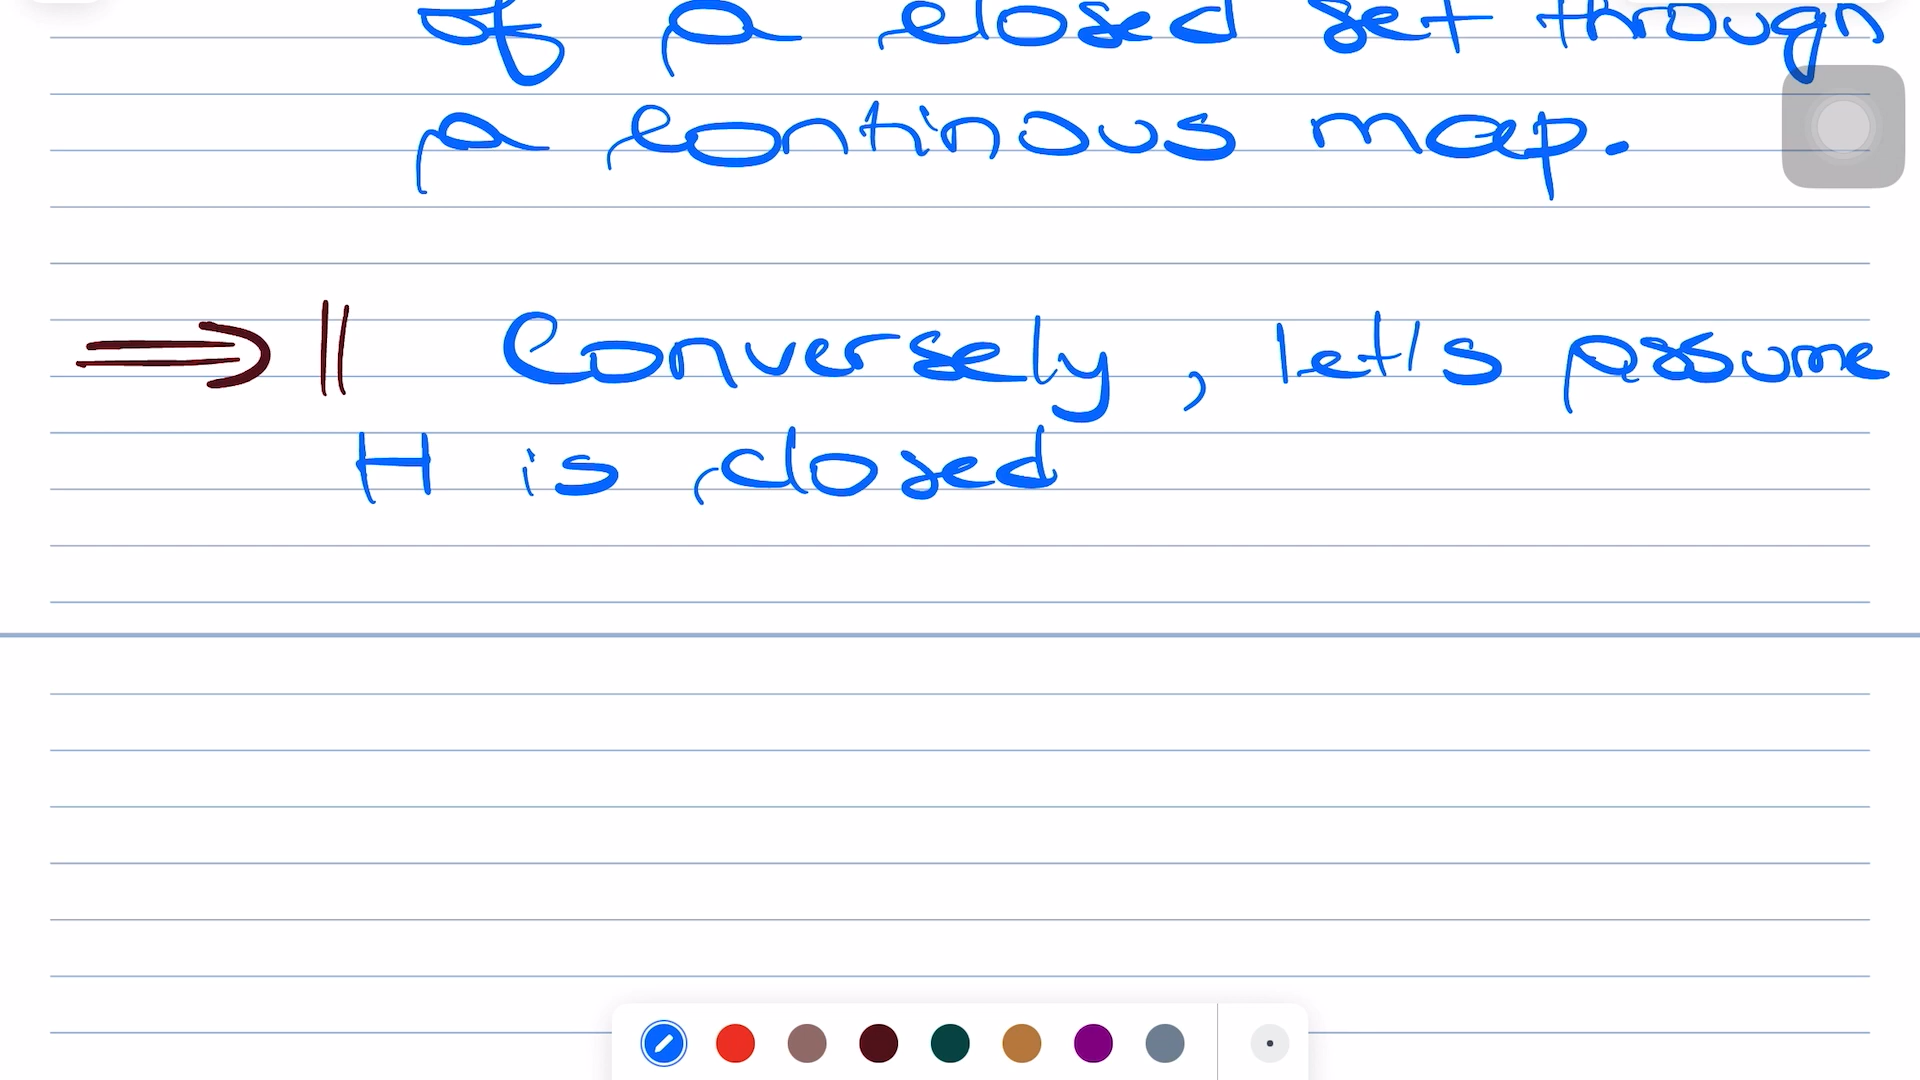 of a closed set through
a continous map.
⟹ || Conversely, let's assume
H is closed